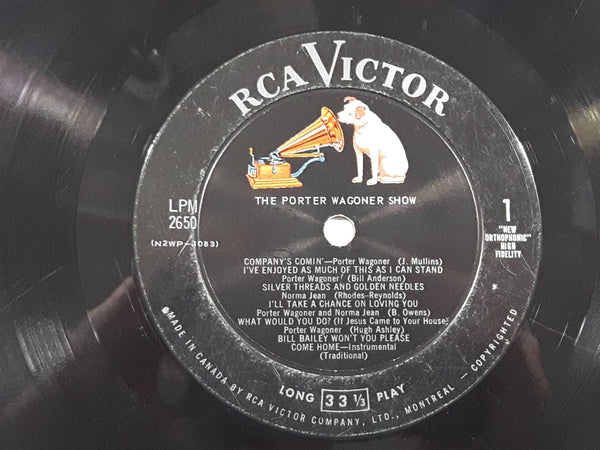 RCA VICTOR
THE PORTER WAGONER SHOW
LPM
2650
(N2WP-3083)
1
"NEW
ORTHOPHONIC"
HIGH
FIDELITY
COMPANY'S COMIN'—Porter Wagoner (J. Mullins)
I'VE ENJOYED AS MUCH OF THIS AS I CAN STAND
Porter Wagoner (Bill Anderson)
SILVER THREADS AND GOLDEN NEEDLES
Norma Jean (Rhodes-Reynolds)
I'LL TAKE A CHANCE ON LOVING YOU
Porter Wagoner and Norma Jean (B. Owens)
WHAT WOULD YOU DO? (If Jesus Came to Your House)
Porter Wagoner (Hugh Ashley)
BILL BAILEY WON'T YOU PLEASE
COME HOME—Instrumental
(Traditional)
LONG 33 1/3 PLAY
MADE IN CANADA BY RCA VICTOR COMPANY, LTD., MONTREAL — COPYRIGHTED